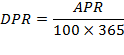 DPR = APR / 100 × 365